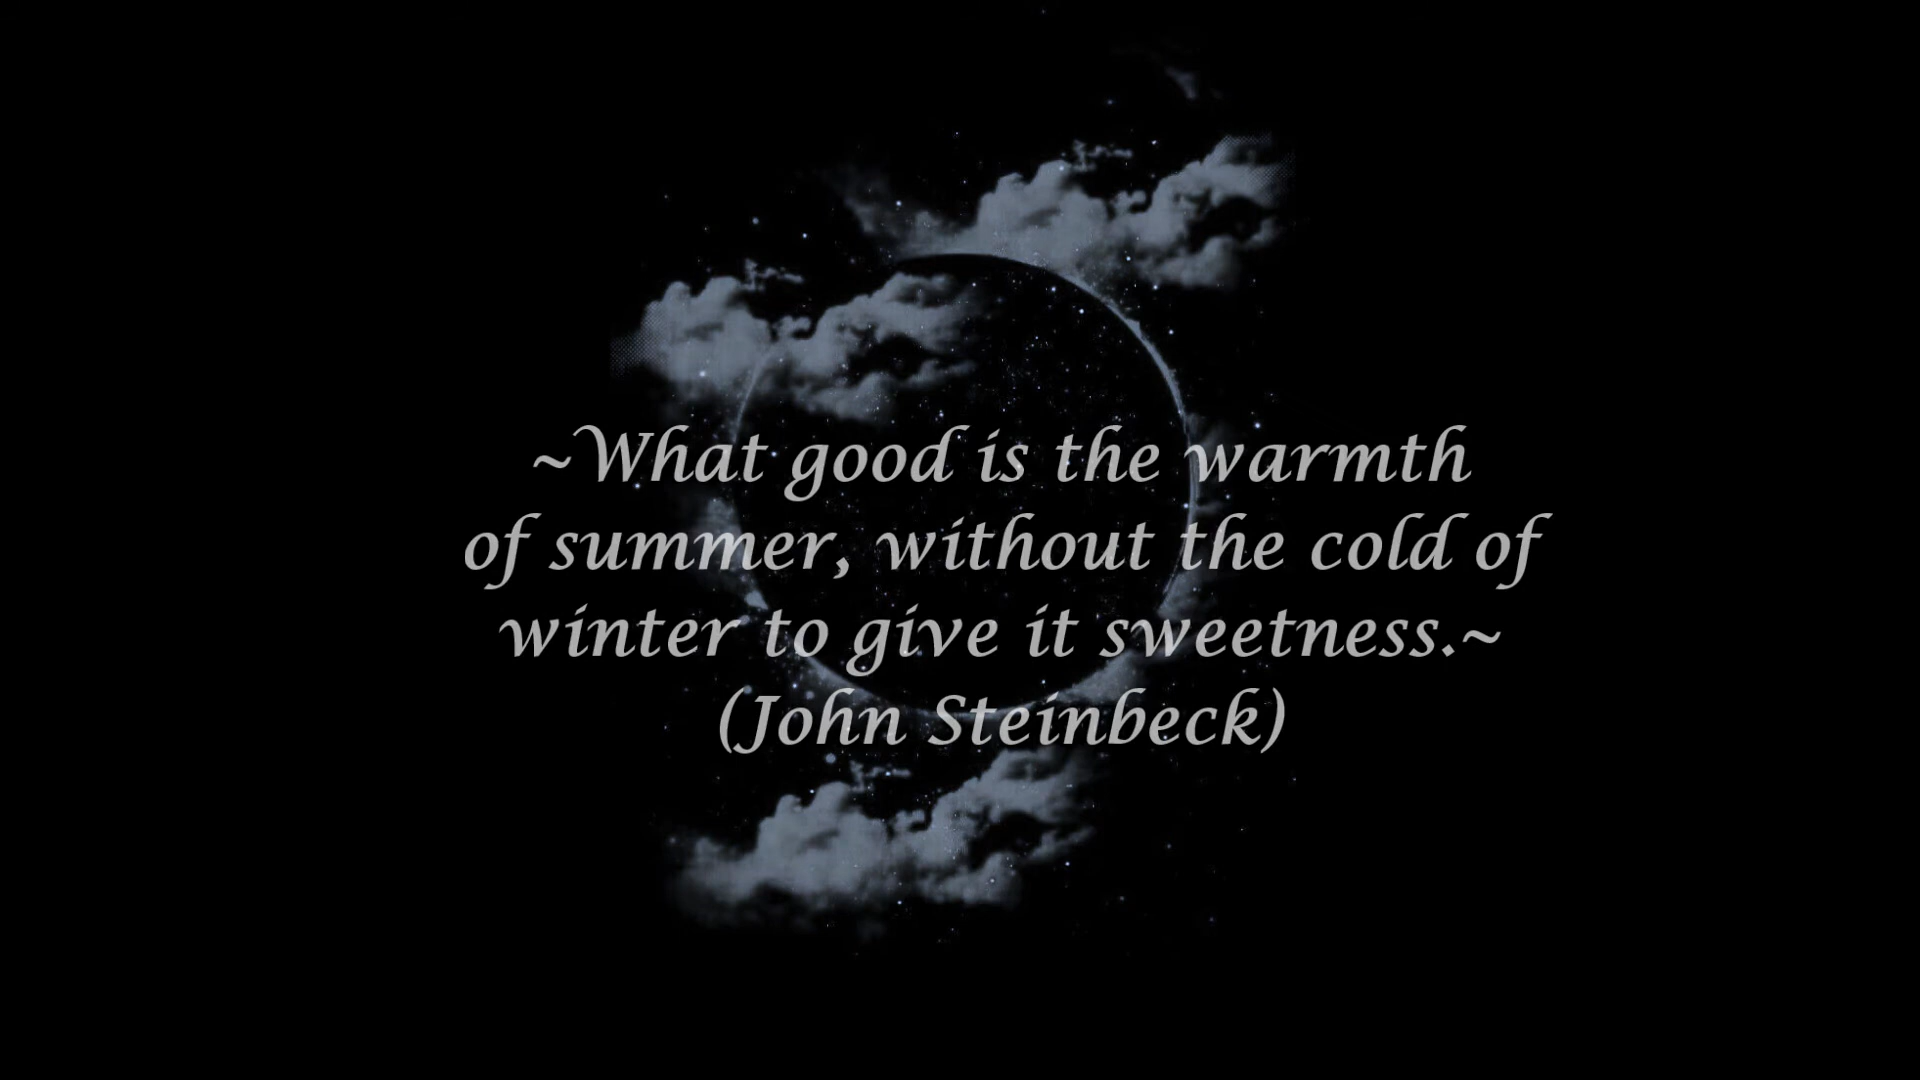 ~What good is the warmth
of summer, without the cold of
winter to give it sweetness.~
(John Steinbeck)